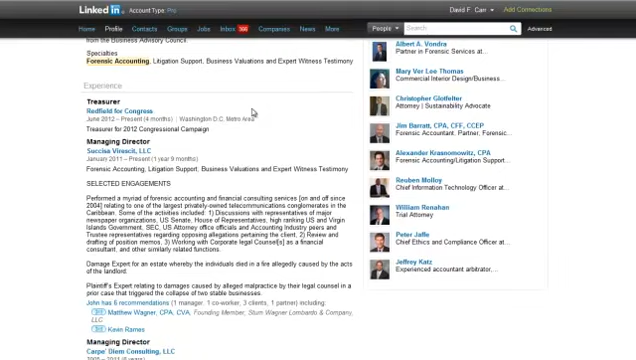 Linked in Account Type: Pro
David F. Carr Add Connections
Home Profile Contacts Groups Jobs Inbox Companies News More People Search Advanced
from the Business Advisory Council.
Specialties
Forensic Accounting, Litigation Support, Business Valuations and Expert Witness Testimony
Experience
Treasurer
Redfield for Congress
June 2012 – Present (4 months) Washington D.C. Metro Area
Treasurer for 2012 Congressional Campaign
Managing Director
Succisa Virescit, LLC
January 2011 – Present (1 year 9 months)
Forensic Accounting, Litigation Support, Business Valuations and Expert Witness Testimony
SELECTED ENGAGEMENTS
Performed a myriad of forensic accounting and financial consulting services [on and off since
2004] relating to one of the largest privately-owned telecommunications conglomerates in the
Caribbean. Some of the activities included: 1) Discussions with representatives of major
newspaper organizations, US Senate, House of Representatives, high ranking US and Virgin
Islands Government, SEC, US Attorney office officials and Accounting Industry peers and
Trustee representatives regarding opposing allegations pertaining the client. 2) Review and
drafting of position memos, 3) Working with Corporate legal Counsel[s] as a financial
consultant, and other similarly related functions.
Damage Expert for an estate whereby the individuals died in a fire allegedly caused by the acts
of the landlord.
Plaintiff's Expert relating to damages caused by alleged malpractice by their legal counsel in a
prior case that triggered the collapse of two stable businesses.
John has 6 recommendations (1 manager, 1 co-worker, 3 clients, 1 partner) including:
Matthew Wagner, CPA, CVA, Founding Member, Sturn Wagner Lombardo & Company,
LLC
Kevin Rames
Managing Director
Carpe' Diem Consulting, LLC
Albert A. Vondra
Partner in Forensic Services at...
Mary Ver Lee Thomas
Commercial Interior Design/Business...
Christopher Glotfelter
Attorney | Sustainability Advocate
Jim Barratt, CPA, CFF, CCEP
Forensic Accountant, Partner, Forensic...
Alexander Krasnomowitz, CPA
Forensic Accounting/Litigation Support...
Reuben Molloy
Chief Information Technology Officer at...
William Renahan
Trial Attorney
Peter Jaffe
Chief Ethics and Compliance Officer at...
Jeffrey Katz
Experienced accountant arbitrator,...